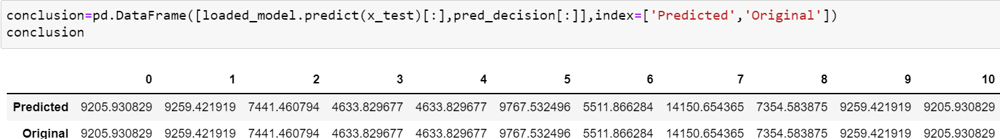 conclusion=pd.DataFrame([loaded_model.predict(x_test)[:],pred_decision[:]],index=['Predicted','Original'])
conclusion
0 1 2 3 4 5 6 7 8 9 10
Predicted 9205.930829 9259.421919 7441.460794 4633.829677 4633.829677 9767.532496 5511.866284 14150.654365 7354.583875 9259.421919 9205.930829
Original 9205.930829 9259.421919 7441.460794 4633.829677 4633.829677 9767.532496 5511.866284 14150.654365 7354.583875 9259.421919 9205.930829